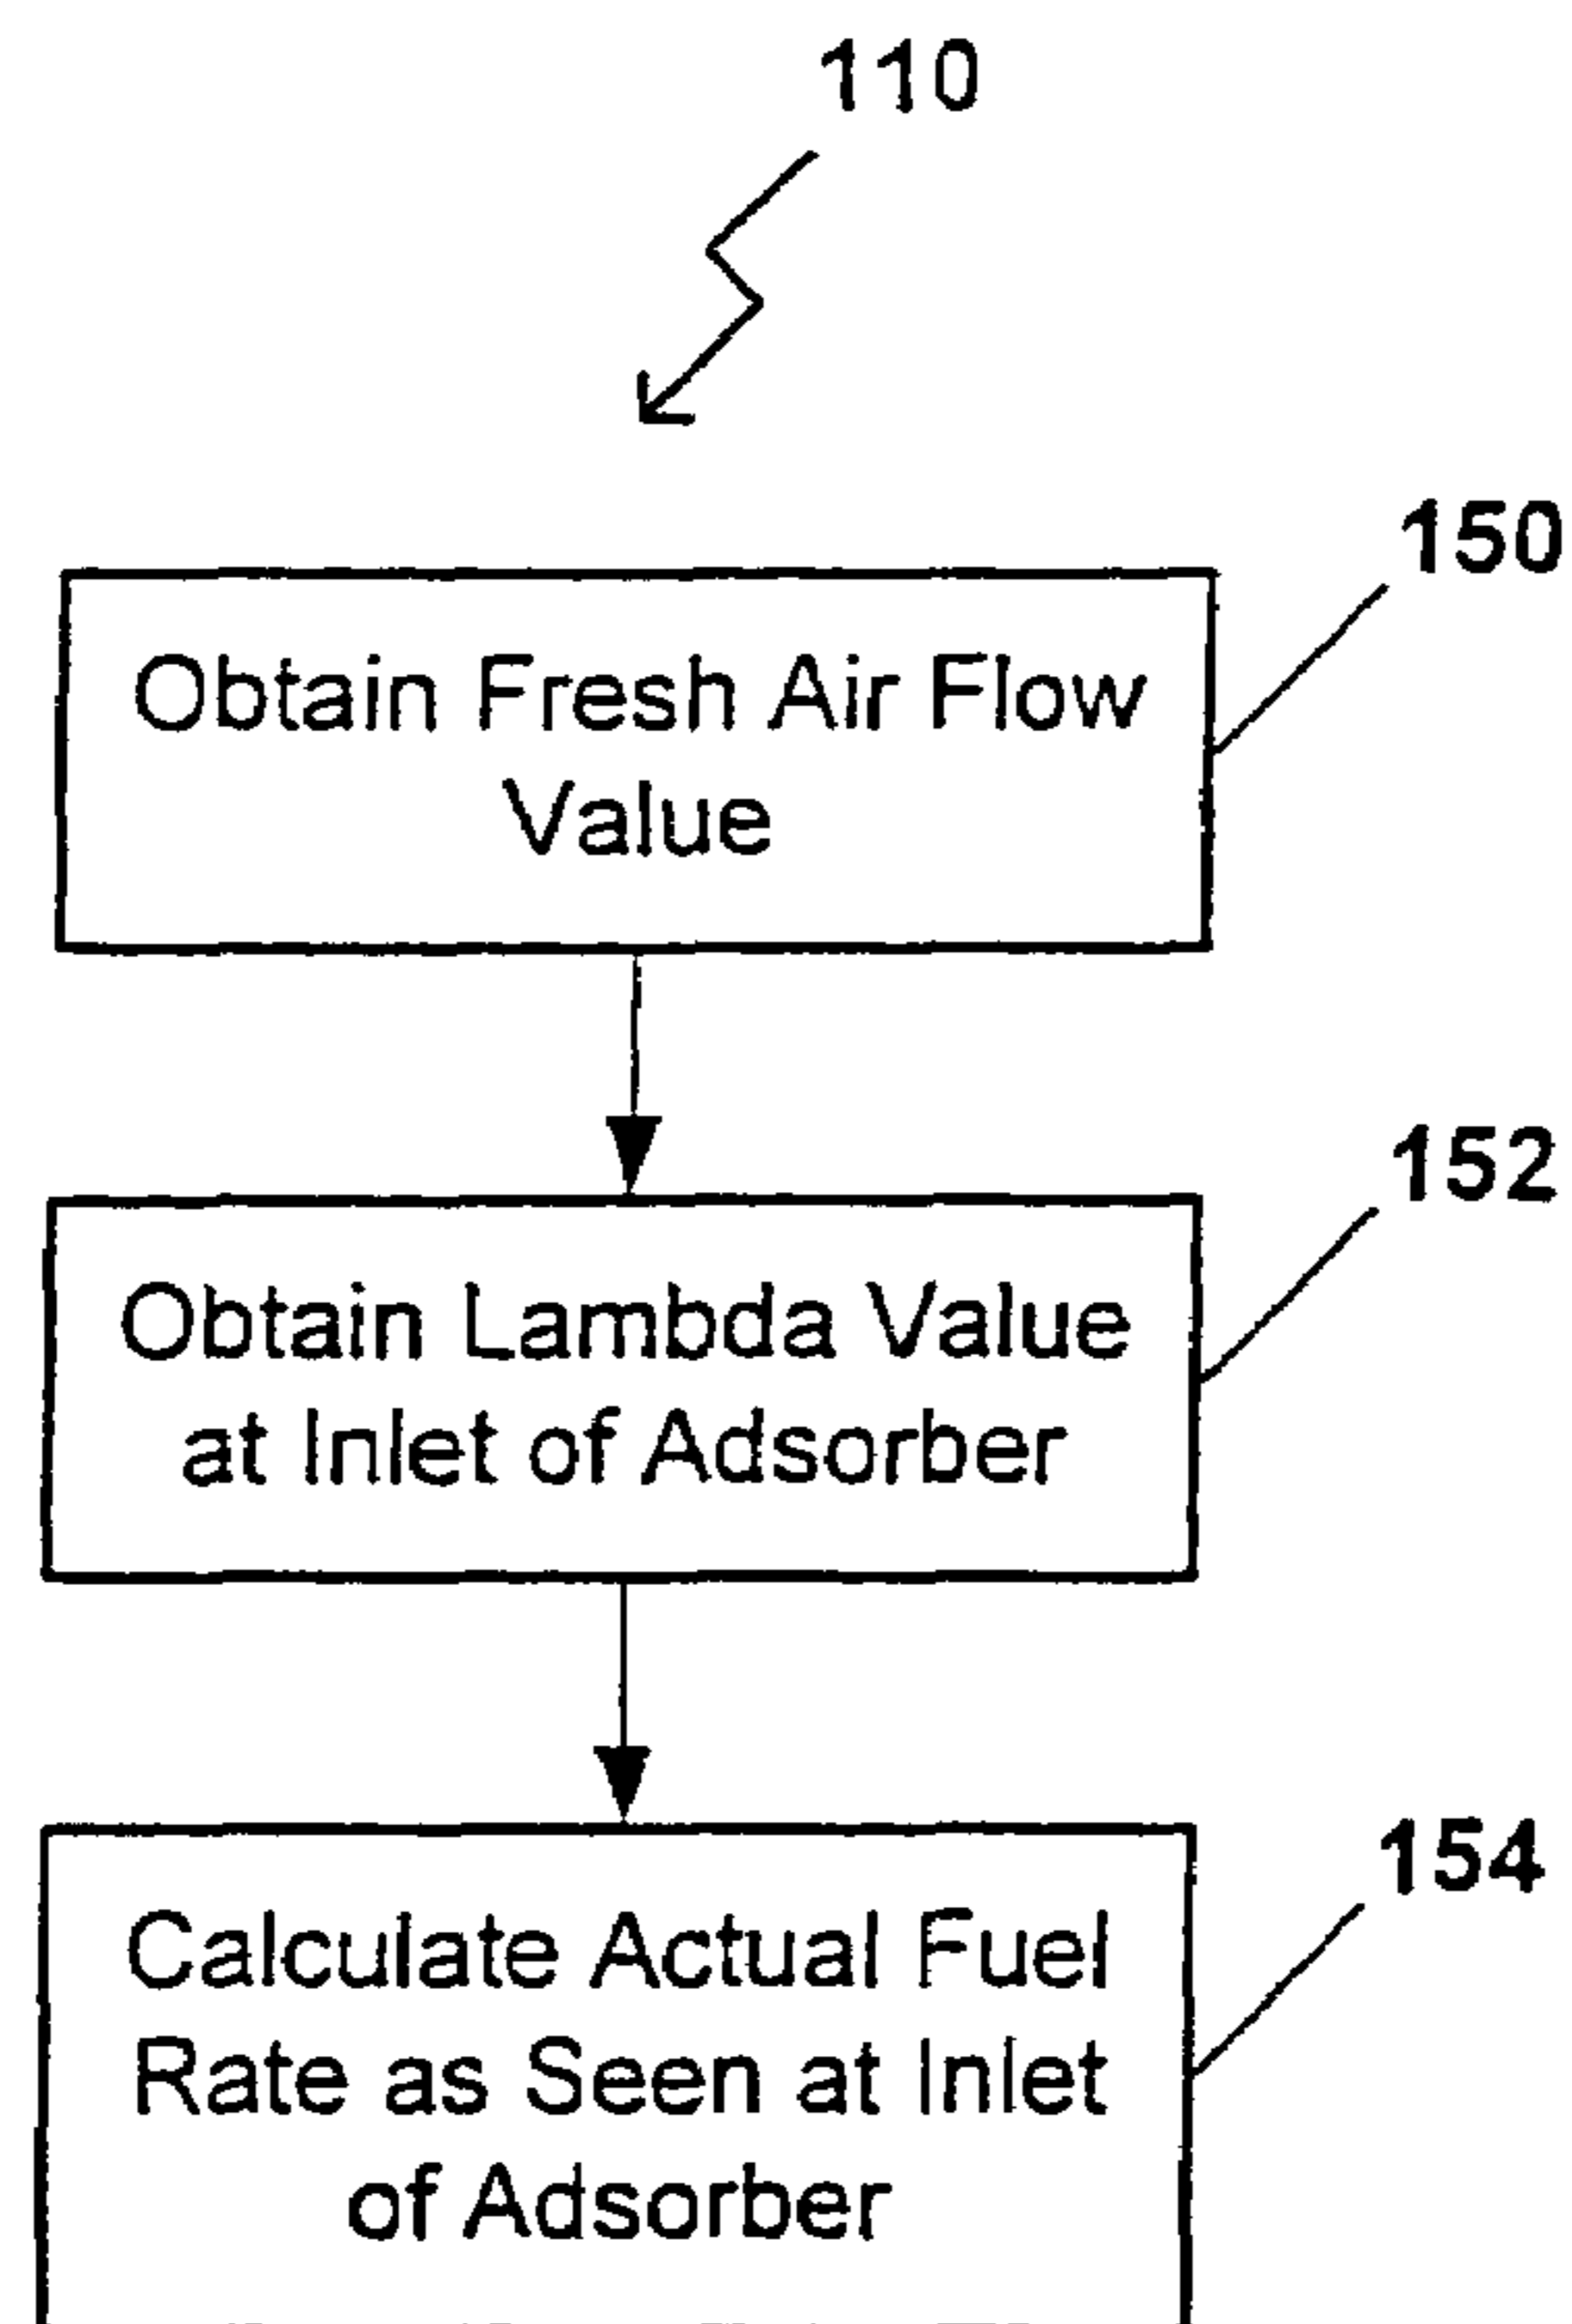 110
150
Obtain Fresh Air Flow
Value
152
Obtain Lambda Value
at Inlet of Adsorber
154
Calculate Actual Fuel
Rate as Seen at Inlet
of Adsorber